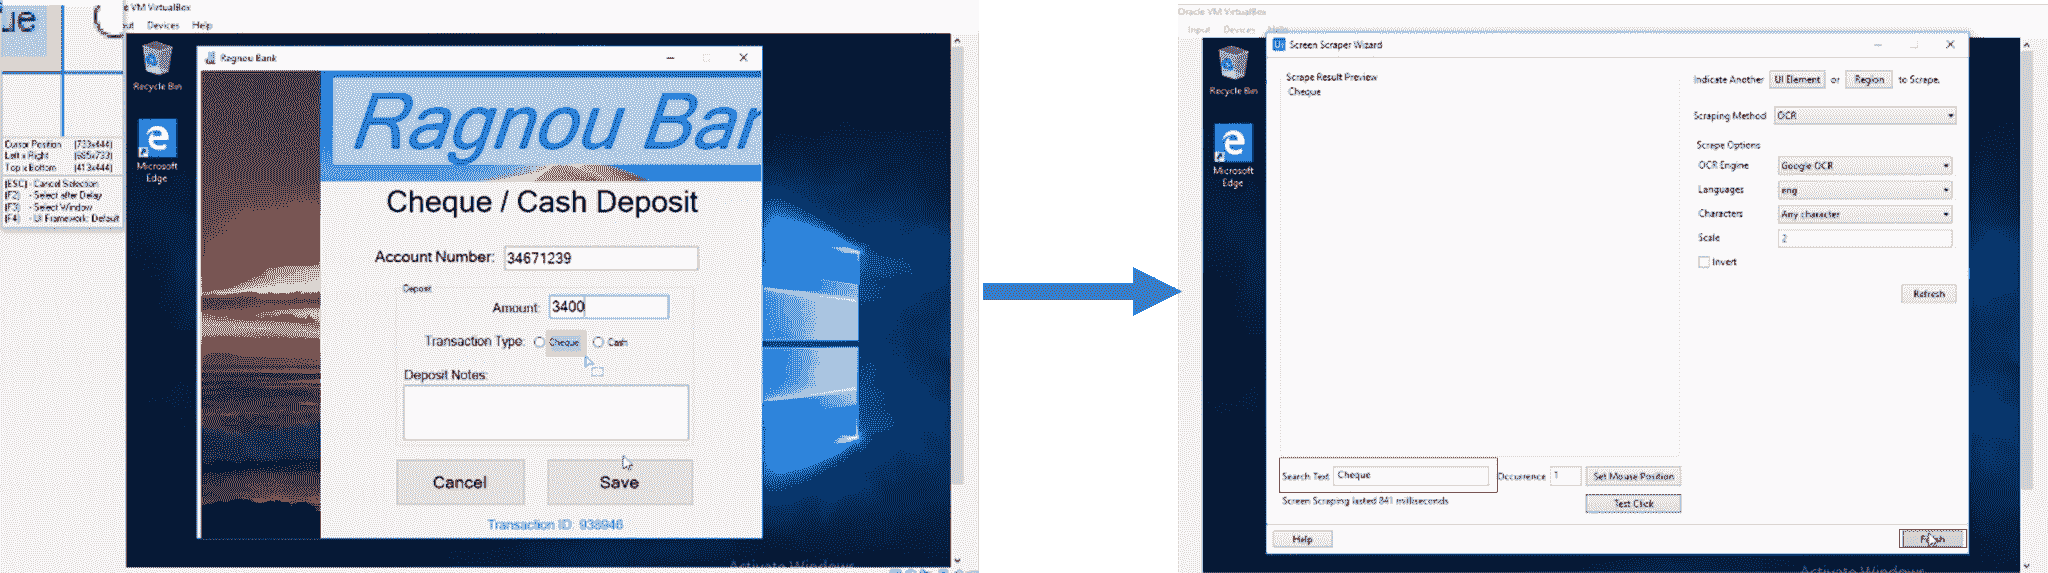 ue
le VM VirtualBox
ut Devices Help
Recycle Bin
Microsoft
Edge
Cursor Position (733x444)
Left x Right (685x733)
Top x Bottom (413x444)
(ESC) - Cancel Selection
(F2) - Select after Delay
(F3) - Select Window
(F4) - UI Framework: Default
Ragnou Bank
Ragnou Ban
Cheque / Cash Deposit
Account Number: 34671239
Deposit
Amount: 3400
Transaction Type: Cheque Cash
Deposit Notes:
Cancel Save
Transaction ID: 938946
Activate Windows
Oracle VM VirtualBox
Input Devices Help
Recycle Bin
Microsoft
Edge
Ui Screen Scraper Wizard
Scrape Result Preview
Cheque
Indicate Another UI Element or Region to Scrape.
Scraping Method OCR
Scrape Options
OCR Engine Google OCR
Languages eng
Characters Any character
Scale 2
Invert
Refresh
Search Text Cheque Occurrence 1 Set Mouse Position
Screen Scraping lasted 841 milliseconds
Test Click
Help Finish
Activate Windows